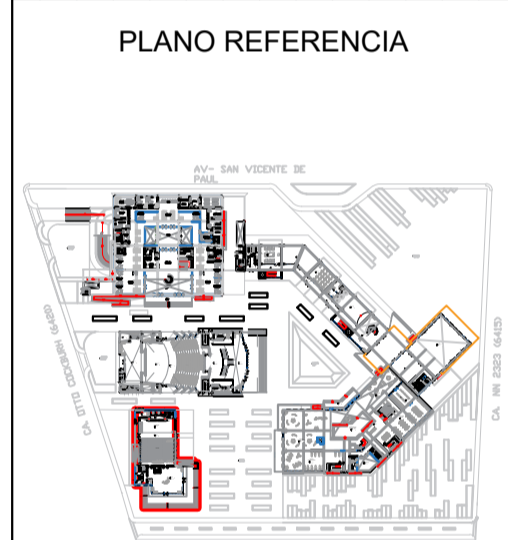 PLANO REFERENCIA
AV- SAN VICENTE DE
PAUL
CA. OTTO COCKBURN (6420)
CA. NN 2323 (6415)